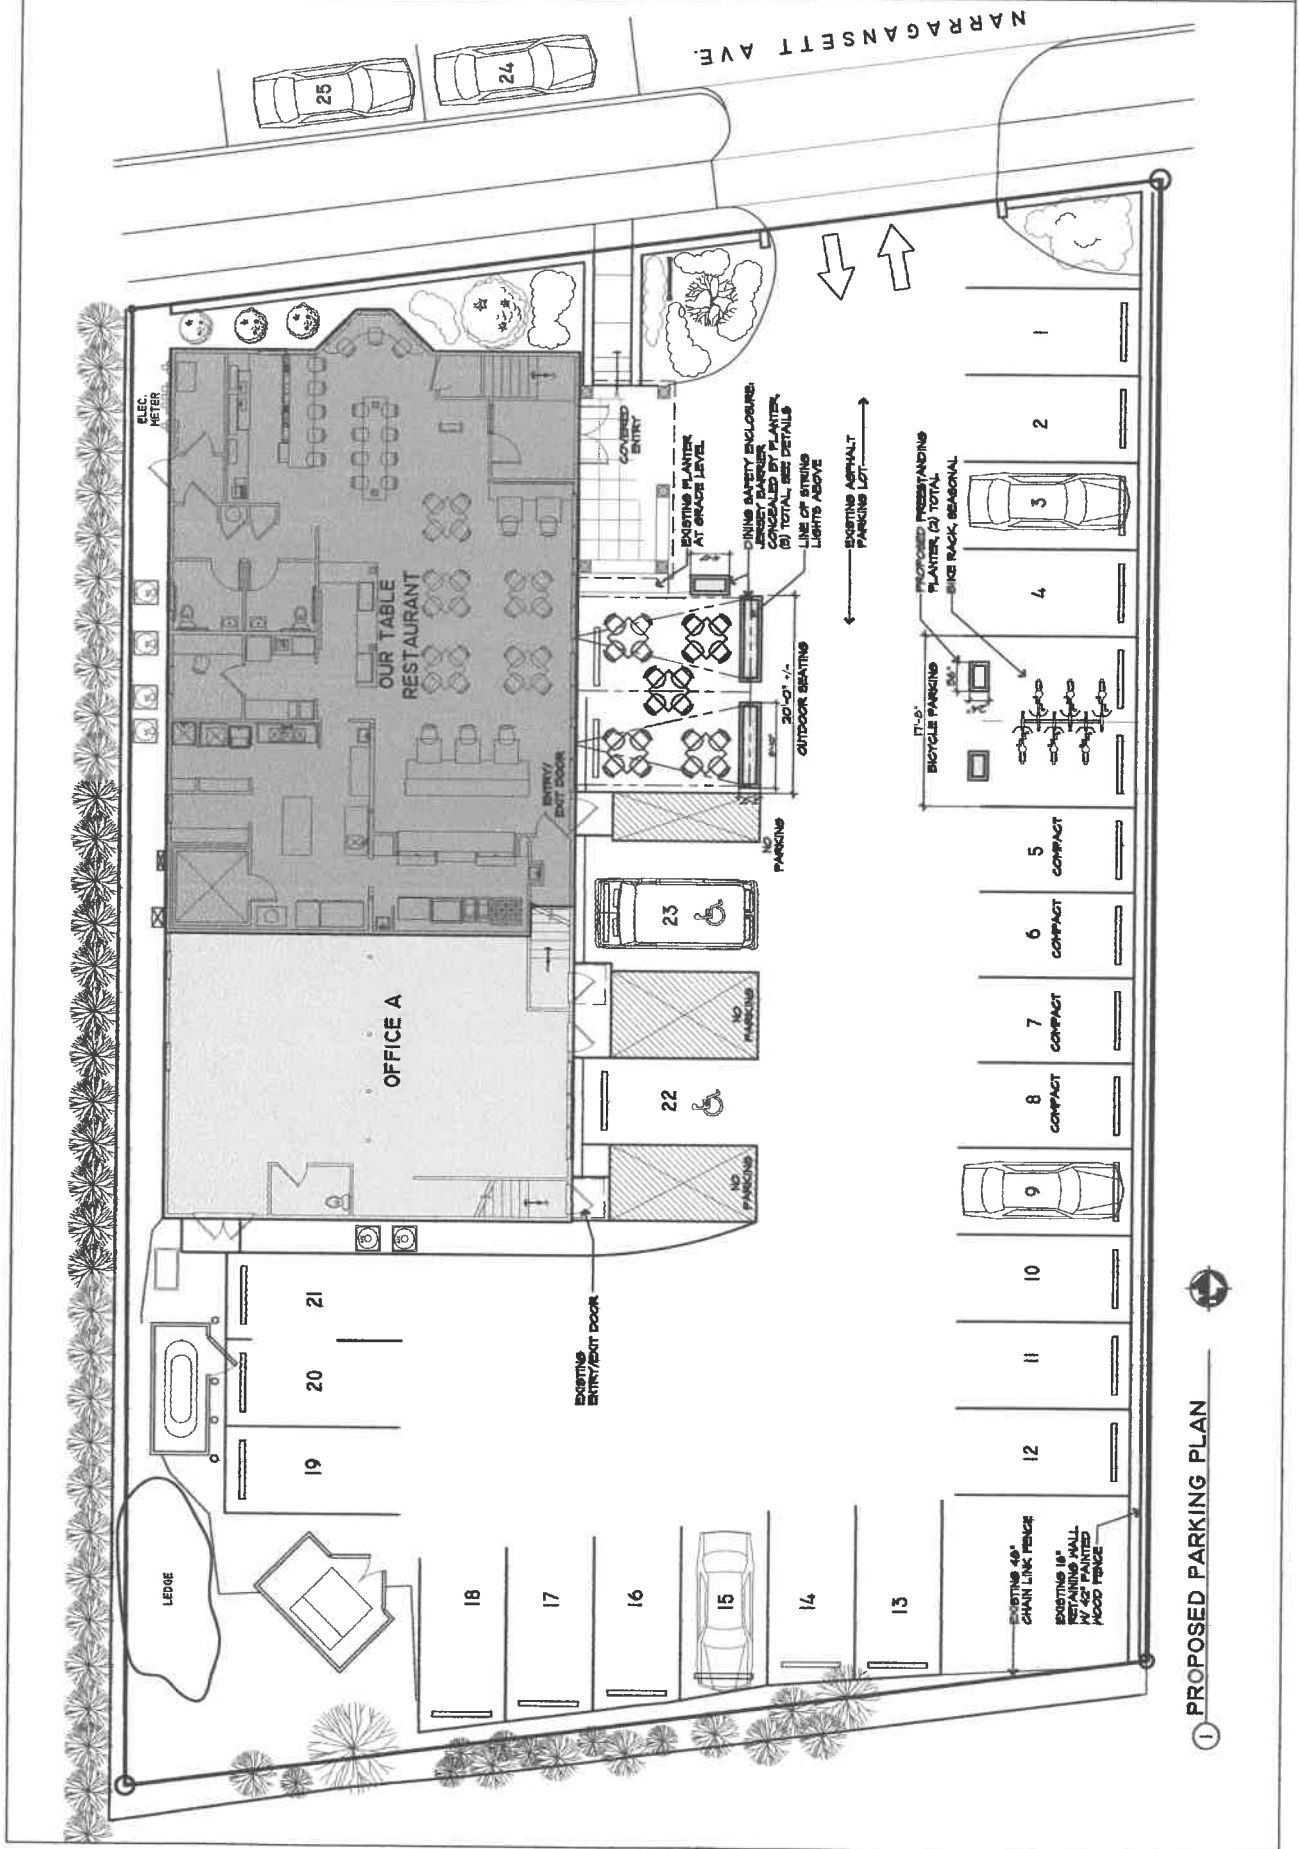 NARRAGANSETT AVE.
25
24
ELEC.
METER
COVERED
ENTRY
EXISTING PLANTER
AT GRADE LEVEL
DINING SAFETY ENCLOSURE:
JERSEY BARRIER
CONCEALED BY PLANTER,
TOTAL, SEE DETAILS
LINE OF STRING
LIGHTS ABOVE
EXISTING ASPHALT
PARKING LOT
PROPOSED FREESTANDING
PLANTER, (2) TOTAL
BIKE RACK, SEASONAL
1
2
3
4
OUR TABLE
RESTAURANT
ENTRY/
EXIT DOOR
20'-0" +/-
OUTDOOR SEATING
17'-8"
BICYCLE PARKING
NO
PARKING
5
COMPACT
6
COMPACT
7
COMPACT
8
COMPACT
23
NO
PARKING
22
NO
PARKING
OFFICE A
9
10
11
12
EXISTING
ENTRY/EXIT DOOR
21
20
19
LEDGE
18
17
16
15
14
13
EXISTING 48"
CHAIN LINK FENCE
EXISTING 18"
RETAINING WALL
W/ 42" PAINTED
WOOD FENCE
1 PROPOSED PARKING PLAN